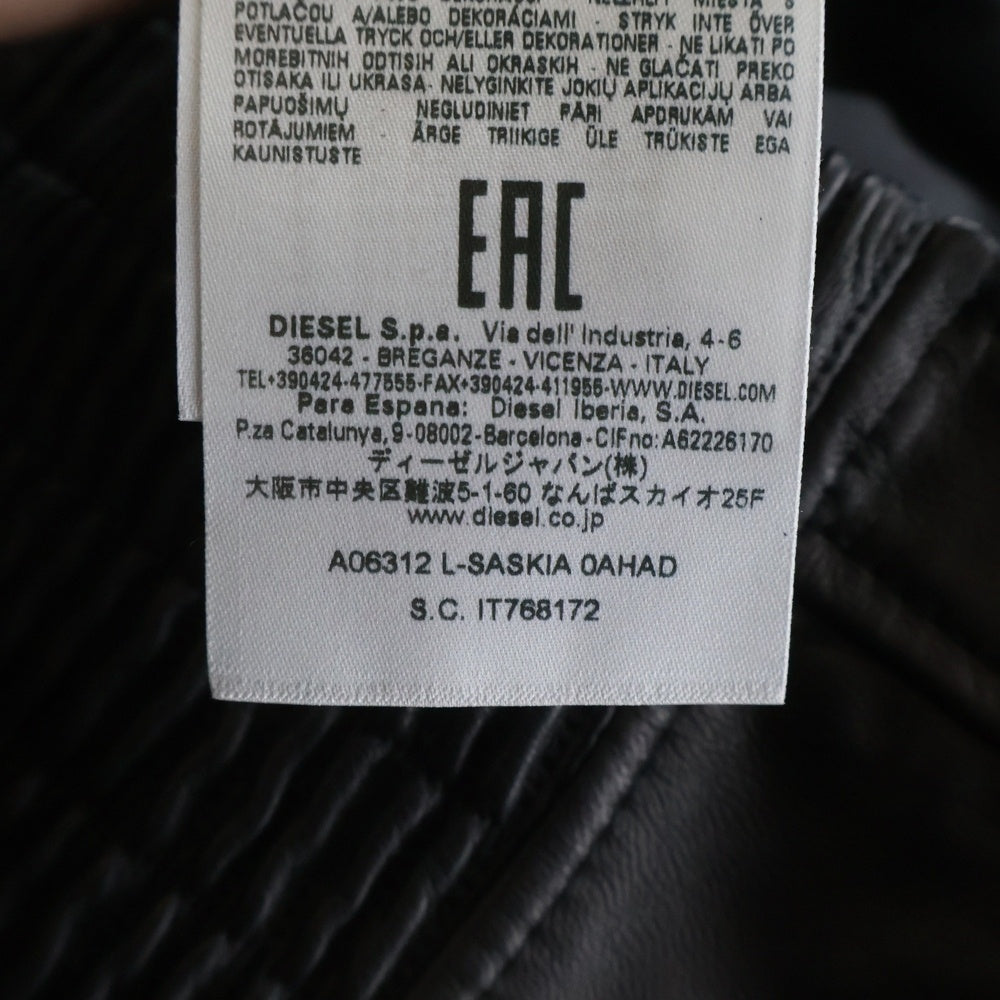 MIESTA S
POTLAČOU A/ALEBO DEKORÁCIAMI - STRYK INTE ÖVER
EVENTUELLA TRYCK OCH/ELLER DEKORATIONER - NE LIKATI PO
MOREBITNIH ODTISIH ALI OKRASKIH - NE GLAČATI PREKO
OTISAKA ILI UKRASA- NELYGINKITE JOKIŲ APLIKACIJŲ ARBA
PAPUOŠIMŲ NEGLUDINIET PĀRI APDRUKĀM VAI
ROTĀJUMIEM - ÄRGE TRIIKIGE ÜLE TRÜKISTE EGA
KAUNISTUSTE
EAC
DIESEL S.p.a. Via dell' Industria, 4-6
36042 - BREGANZE - VICENZA - ITALY
TEL+390424-477555-FAX+390424-411955-WWW.DIESEL.COM
Para Espana: Diesel Iberia, S.A.
P.za Catalunya,9-08002-Barcelona-CIFno:A62226170
ディーゼルジャパン(株)
大阪市中央区難波5-1-60 なんばスカイオ25F
www.diesel.co.jp
A06312 L-SASKIA 0AHAD
S.C. IT768172